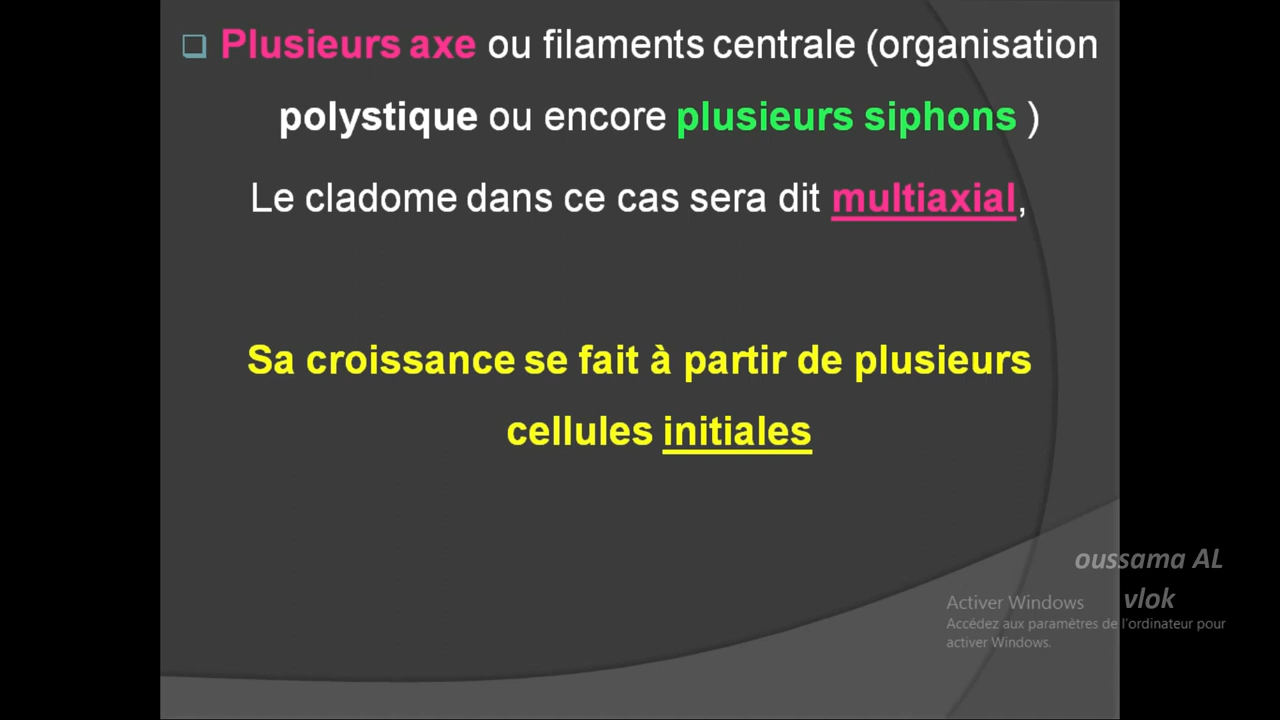 Plusieurs axe ou filaments centrale (organisation
polystique ou encore plusieurs siphons )
Le cladome dans ce cas sera dit multiaxial,
Sa croissance se fait à partir de plusieurs
cellules initiales
oussama AL
vlok
Activer Windows
Accédez aux paramètres de l'ordinateur pour
activer Windows.